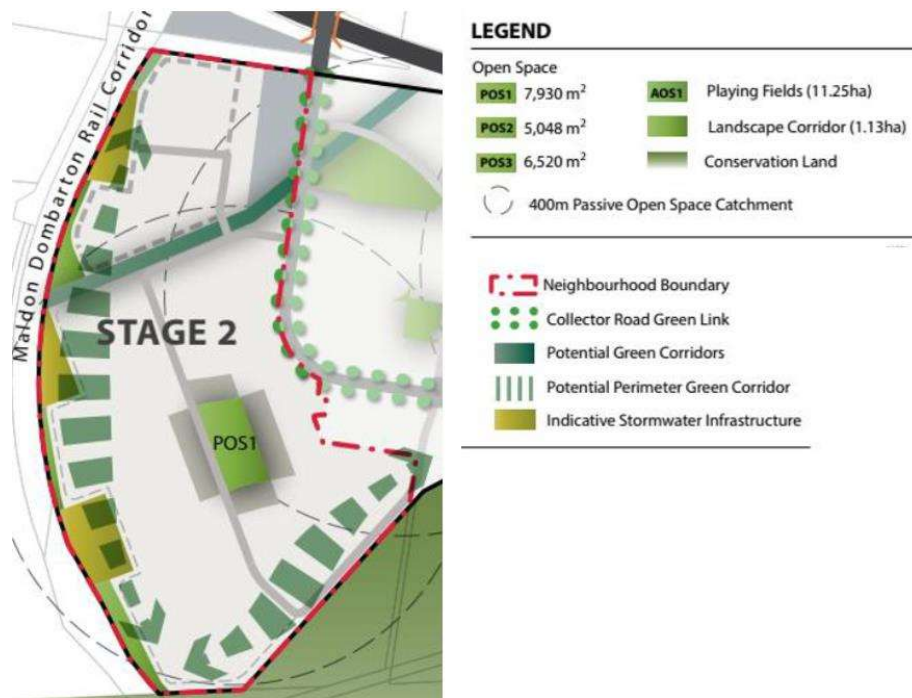 Maldon Dombarton Rail Corridor
STAGE 2
POS1
LEGEND
Open Space
POS1 7,930 m²
POS2 5,048 m²
POS3 6,520 m²
AOS1 Playing Fields (11.25ha)
Landscape Corridor (1.13ha)
Conservation Land
400m Passive Open Space Catchment
Neighbourhood Boundary
Collector Road Green Link
Potential Green Corridors
Potential Perimeter Green Corridor
Indicative Stormwater Infrastructure